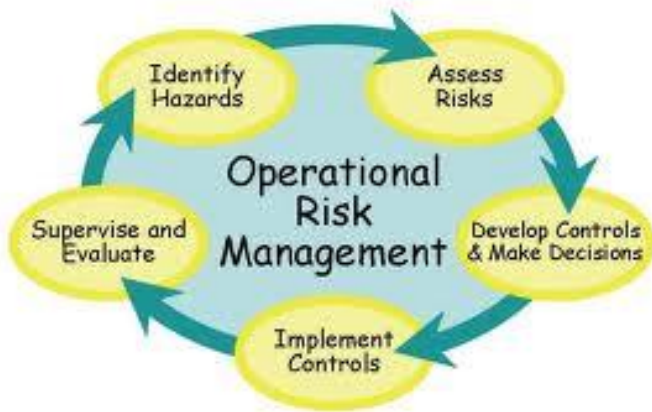 Identify
Hazards
Assess
Risks
Operational
Risk
Management
Supervise and
Evaluate
Develop Controls
& Make Decisions
Implement
Controls